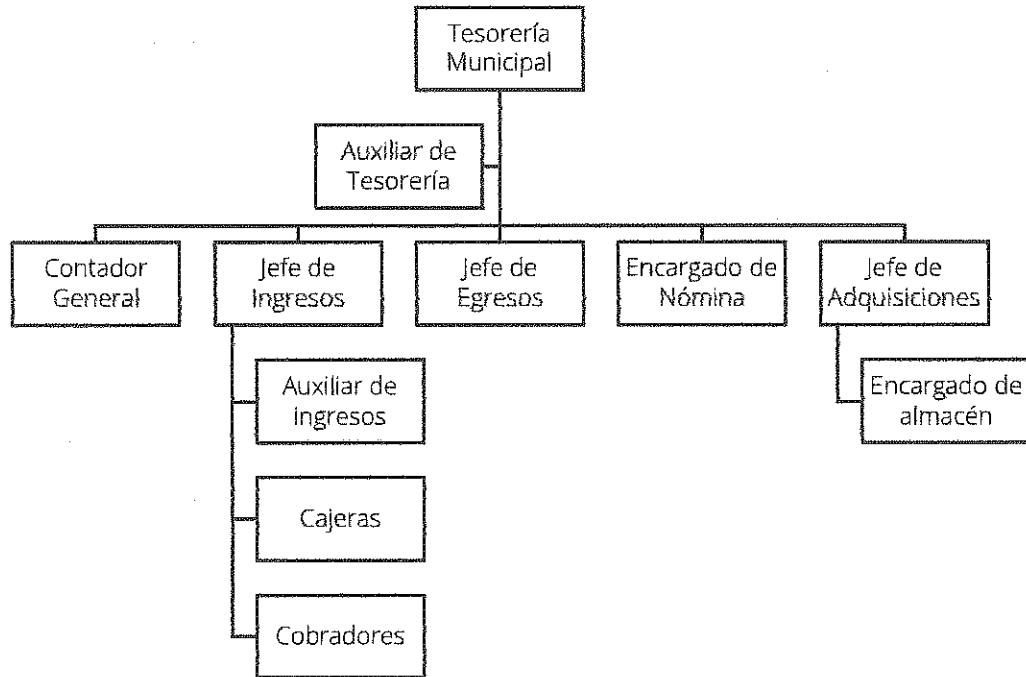 Tesorería
Municipal
Auxiliar de
Tesorería
Contador
General
Jefe de
Ingresos
Jefe de
Egresos
Encargado de
Nómina
Jefe de
Adquisiciones
Auxiliar de
ingresos
Encargado de
almacén
Cajeras
Cobradores